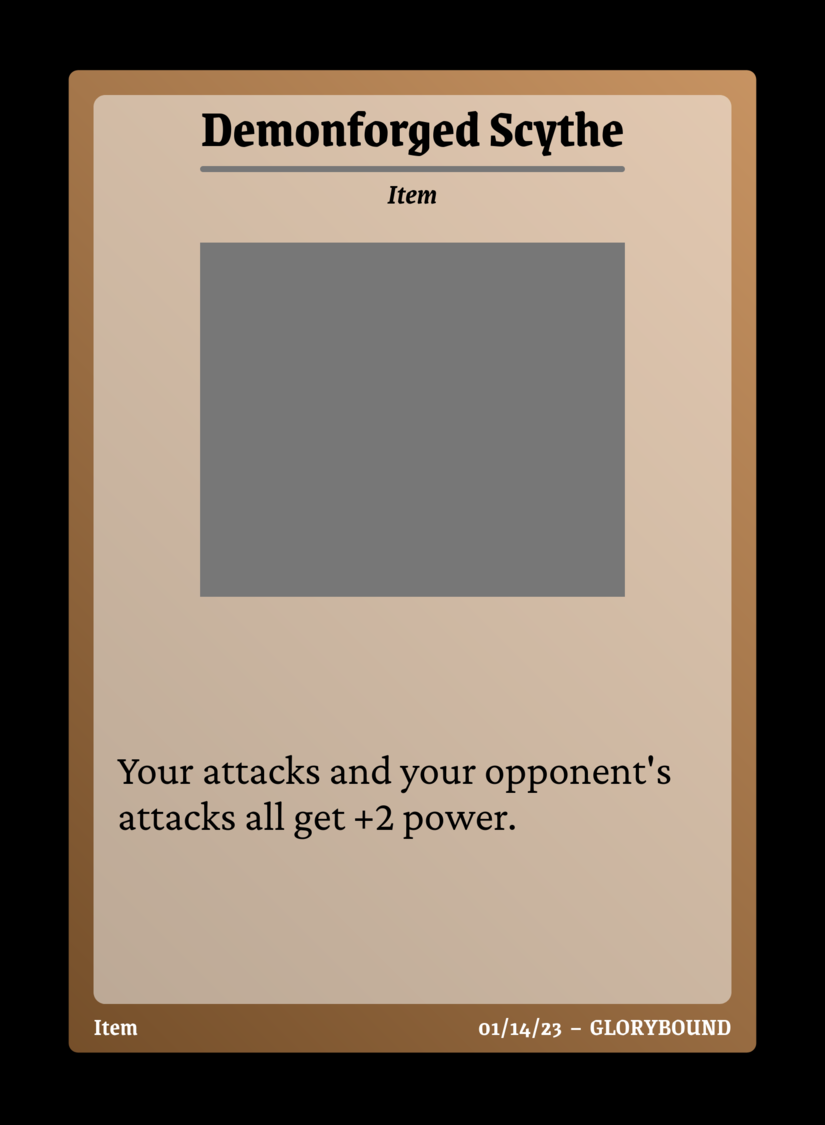 Demonforged Scythe
Item
Your attacks and your opponent's
attacks all get +2 power.
Item
01/14/23 – GLORYBOUND